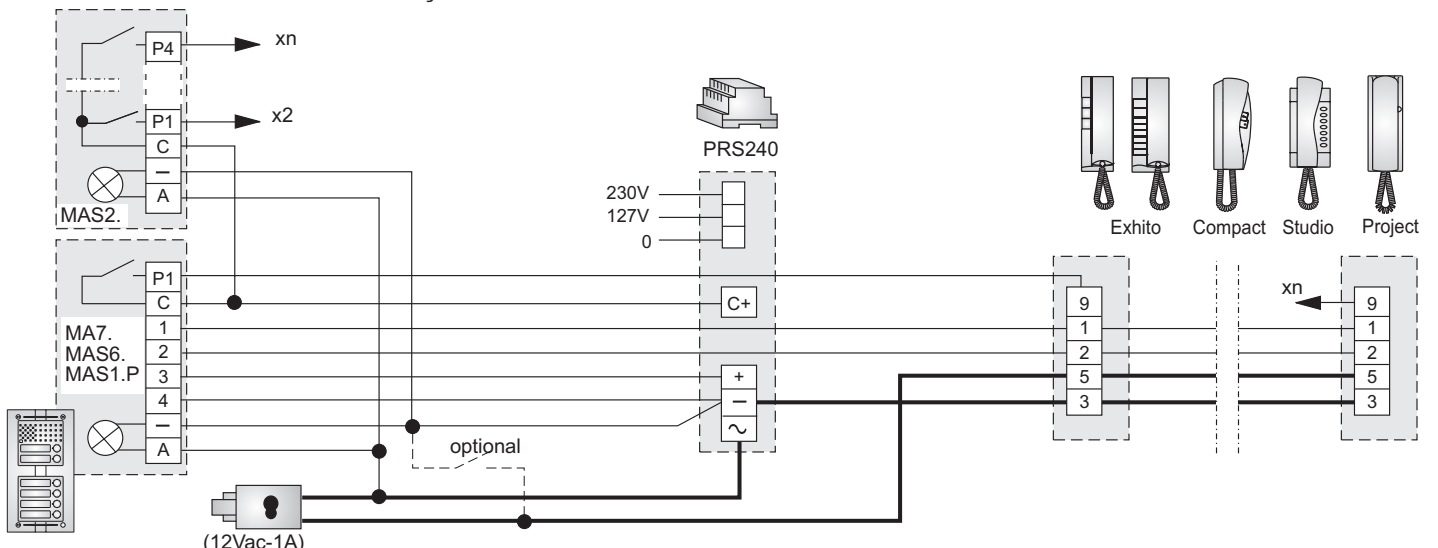 P4
xn
P1
x2
C
—
A
MAS2.
PRS240
230V
127V
0
C+
+
—
~
P1
C
1
2
3
4
—
A
MA7.
MAS6.
MAS1.P
optional
(12Vac-1A)
Exhito
Compact
Studio
Project
9
1
2
5
3
xn
9
1
2
5
3